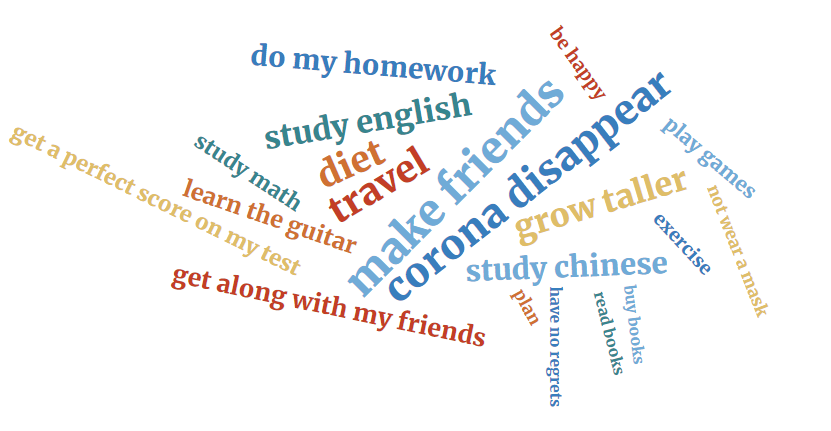 be happy
do my homework
make friends
corona disappear
study english
play games
get a perfect score on my test
study math
diet
travel
learn the guitar
grow taller
not wear a mask
exercise
study chinese
get along with my friends
plan
have no regrets
read books
buy books